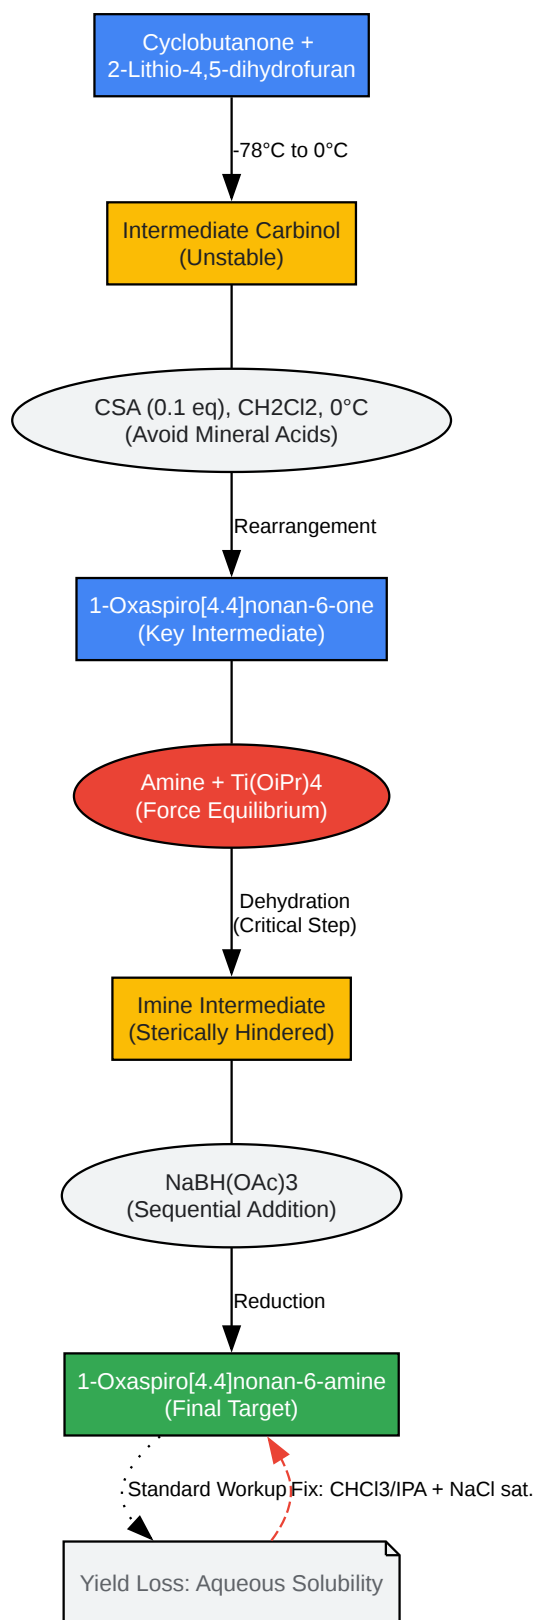 Cyclobutanone +
2-Lithio-4,5-dihydrofuran
-78°C to 0°C
Intermediate Carbinol
(Unstable)
CSA (0.1 eq), CH2Cl2, 0°C
(Avoid Mineral Acids)
Rearrangement
1-Oxaspiro[4.4]nonan-6-one
(Key Intermediate)
Amine + Ti(OiPr)4
(Force Equilibrium)
Dehydration
(Critical Step)
Imine Intermediate
(Sterically Hindered)
NaBH(OAc)3
(Sequential Addition)
Reduction
1-Oxaspiro[4.4]nonan-6-amine
(Final Target)
Standard Workup
Fix: CHCl3/IPA + NaCl sat.
Yield Loss: Aqueous Solubility